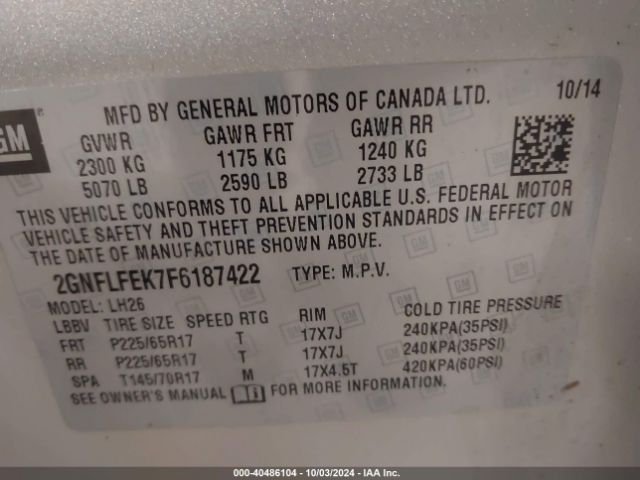 MFD BY GENERAL MOTORS OF CANADA LTD. 10/14
GM ®
GVWR GAWR FRT GAWR RR
2300 KG 1175 KG 1240 KG
5070 LB 2590 LB 2733 LB
THIS VEHICLE CONFORMS TO ALL APPLICABLE U.S. FEDERAL MOTOR
VEHICLE SAFETY AND THEFT PREVENTION STANDARDS IN EFFECT ON
THE DATE OF MANUFACTURE SHOWN ABOVE.
2GNFLFEK7F6187422 TYPE: M.P.V.
MODEL: LH26
LBBV TIRE SIZE SPEED RTG RIM COLD TIRE PRESSURE
FRT P225/65R17 T 17X7J 240KPA(35PSI)
RR P225/65R17 T 17X7J 240KPA(35PSI)
SPA T145/70R17 M 17X4.5T 420KPA(60PSI)
SEE OWNER'S MANUAL FOR MORE INFORMATION.
00-40486104 - 10/03/2024 - IAA Inc.